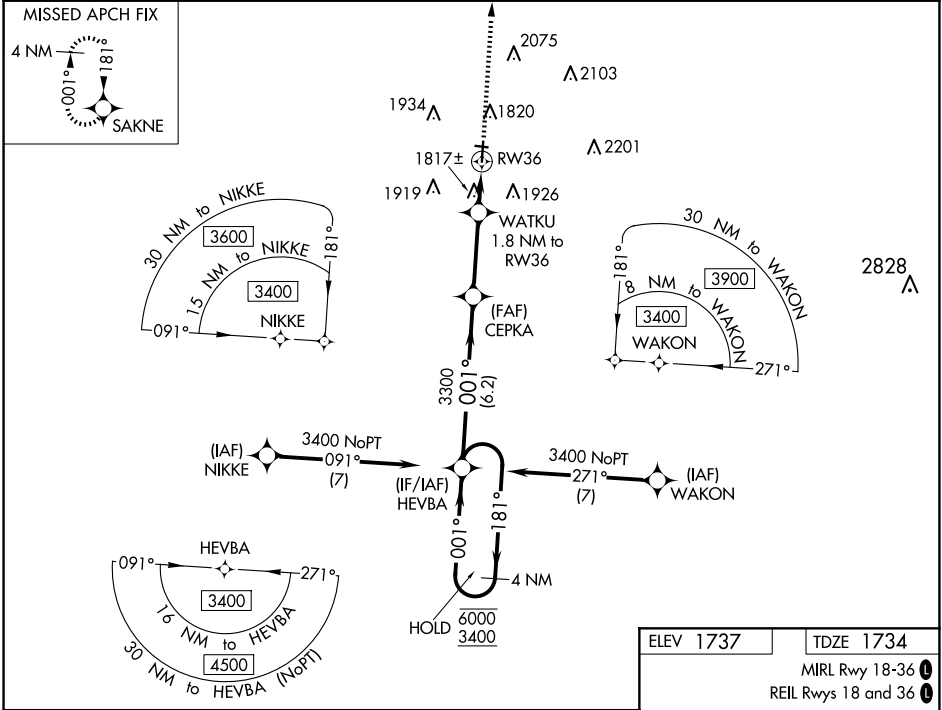 MISSED APCH FIX
4 NM
001°
181°
SAKNE
2075
2103
1934
1820
2201
1817±
RW36
1919
1926
WATKU
1.8 NM to
RW36
30 NM to NIKKE
3600
181°
15 NM to NIKKE
3400
NIKKE
091°
(FAF)
CEPKA
30 NM to WAKON
3900
181°
8 NM to WAKON
3400
WAKON
271°
2828
3300
001°
(6.2)
(IAF)
NIKKE
3400 NoPT
091°
(7)
(IF/IAF)
HEVBA
3400 NoPT
271°
(7)
(IAF)
WAKON
001°
181°
4 NM
HOLD
6000
3400
HEVBA
091°
271°
3400
16 NM to HEVBA
4500
30 NM to HEVBA (NoPT)
ELEV 1737
TDZE 1734
MIRL Rwy 18-36 L
REIL Rwys 18 and 36 L